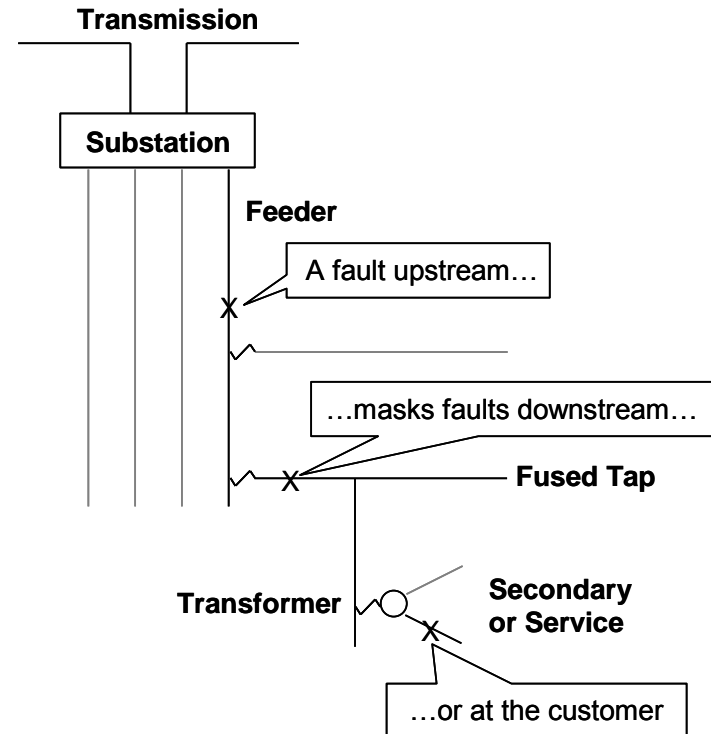 Transmission
Substation
Feeder
A fault upstream…
X
…masks faults downstream…
X
Fused Tap
Transformer
Secondary
or Service
X
…or at the customer